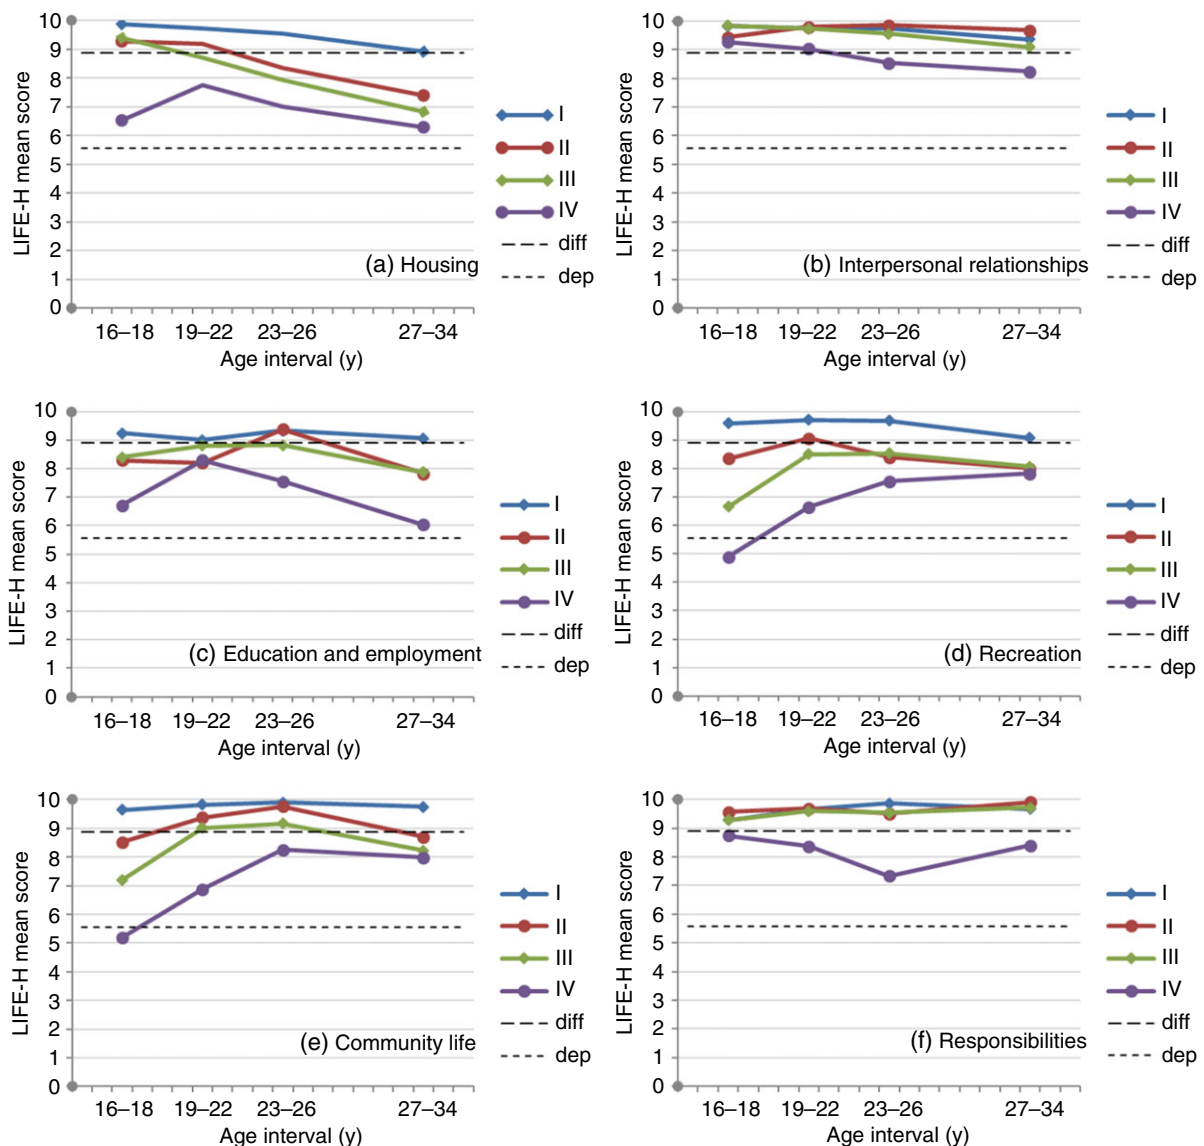 LIFE-H mean score
10
9
8
7
6
5
4
3
2
1
0
I
II
III
IV
diff
dep
(a) Housing
16–18 19–22 23–26 27–34
Age interval (y)
LIFE-H mean score
10
9
8
7
6
5
4
3
2
1
0
I
II
III
IV
diff
dep
(b) Interpersonal relationships
16–18 19–22 23–26 27–34
Age interval (y)
LIFE-H mean score
10
9
8
7
6
5
4
3
2
1
0
I
II
III
IV
diff
dep
(c) Education and employment
16–18 19–22 23–26 27–34
Age interval (y)
LIFE-H mean score
10
9
8
7
6
5
4
3
2
1
0
I
II
III
IV
diff
dep
(d) Recreation
16–18 19–22 23–26 27–34
Age interval (y)
LIFE-H mean score
10
9
8
7
6
5
4
3
2
1
0
I
II
III
IV
diff
dep
(e) Community life
16–18 19–22 23–26 27–34
Age interval (y)
LIFE-H mean score
10
9
8
7
6
5
4
3
2
1
0
I
II
III
IV
diff
dep
(f) Responsibilities
16–18 19–22 23–26 27–34
Age interval (y)